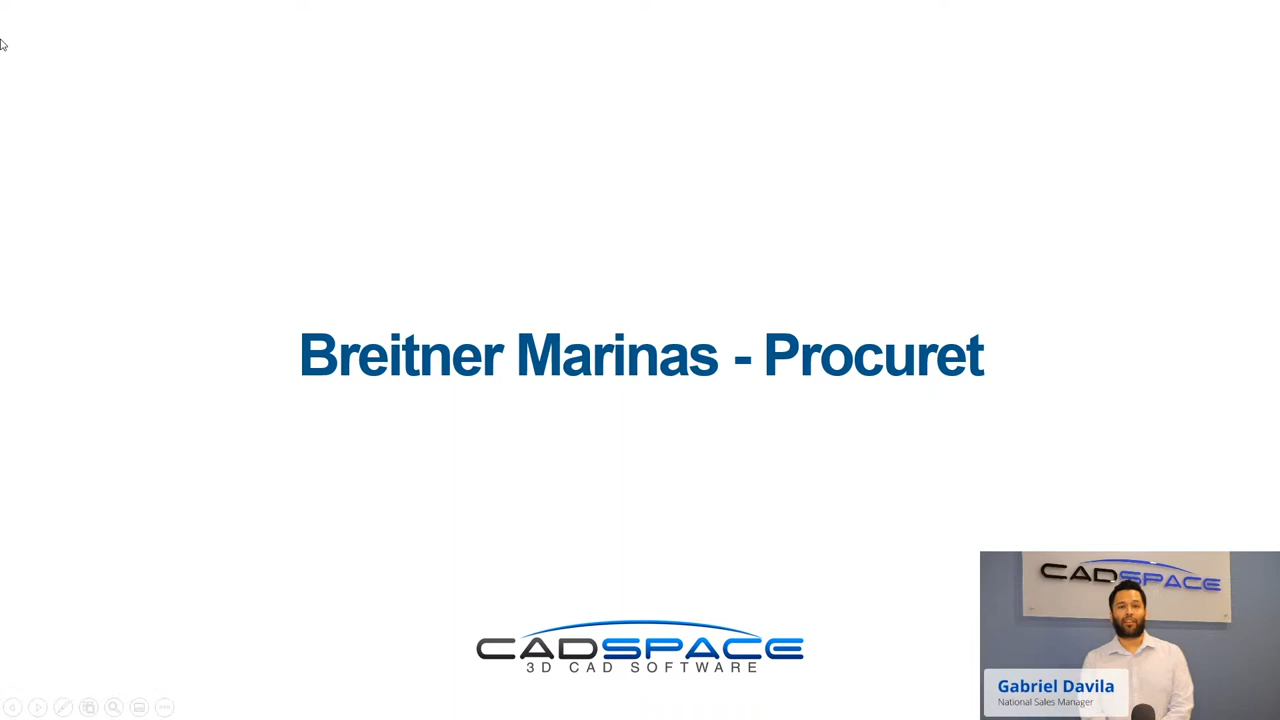 Breitner Marinas - Procuret
CADSPACE
3D CAD SOFTWARE
CADSPACE
Gabriel Davila
National Sales Manager